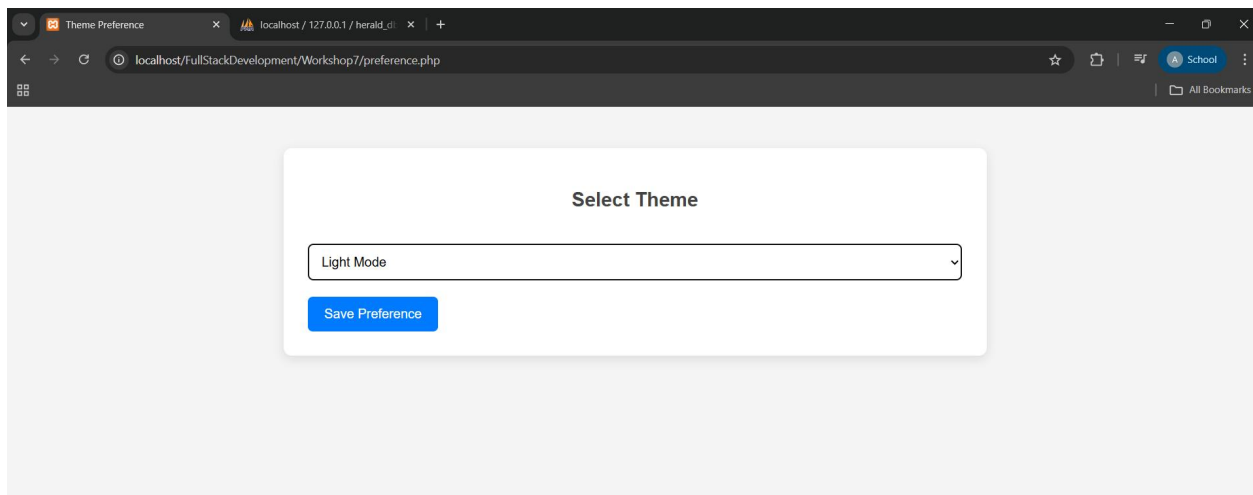 Theme Preference
localhost / 127.0.0.1 / herald_d
localhost/FullStackDevelopment/Workshop7/preference.php
A School
All Bookmarks
Select Theme
Light Mode
Save Preference